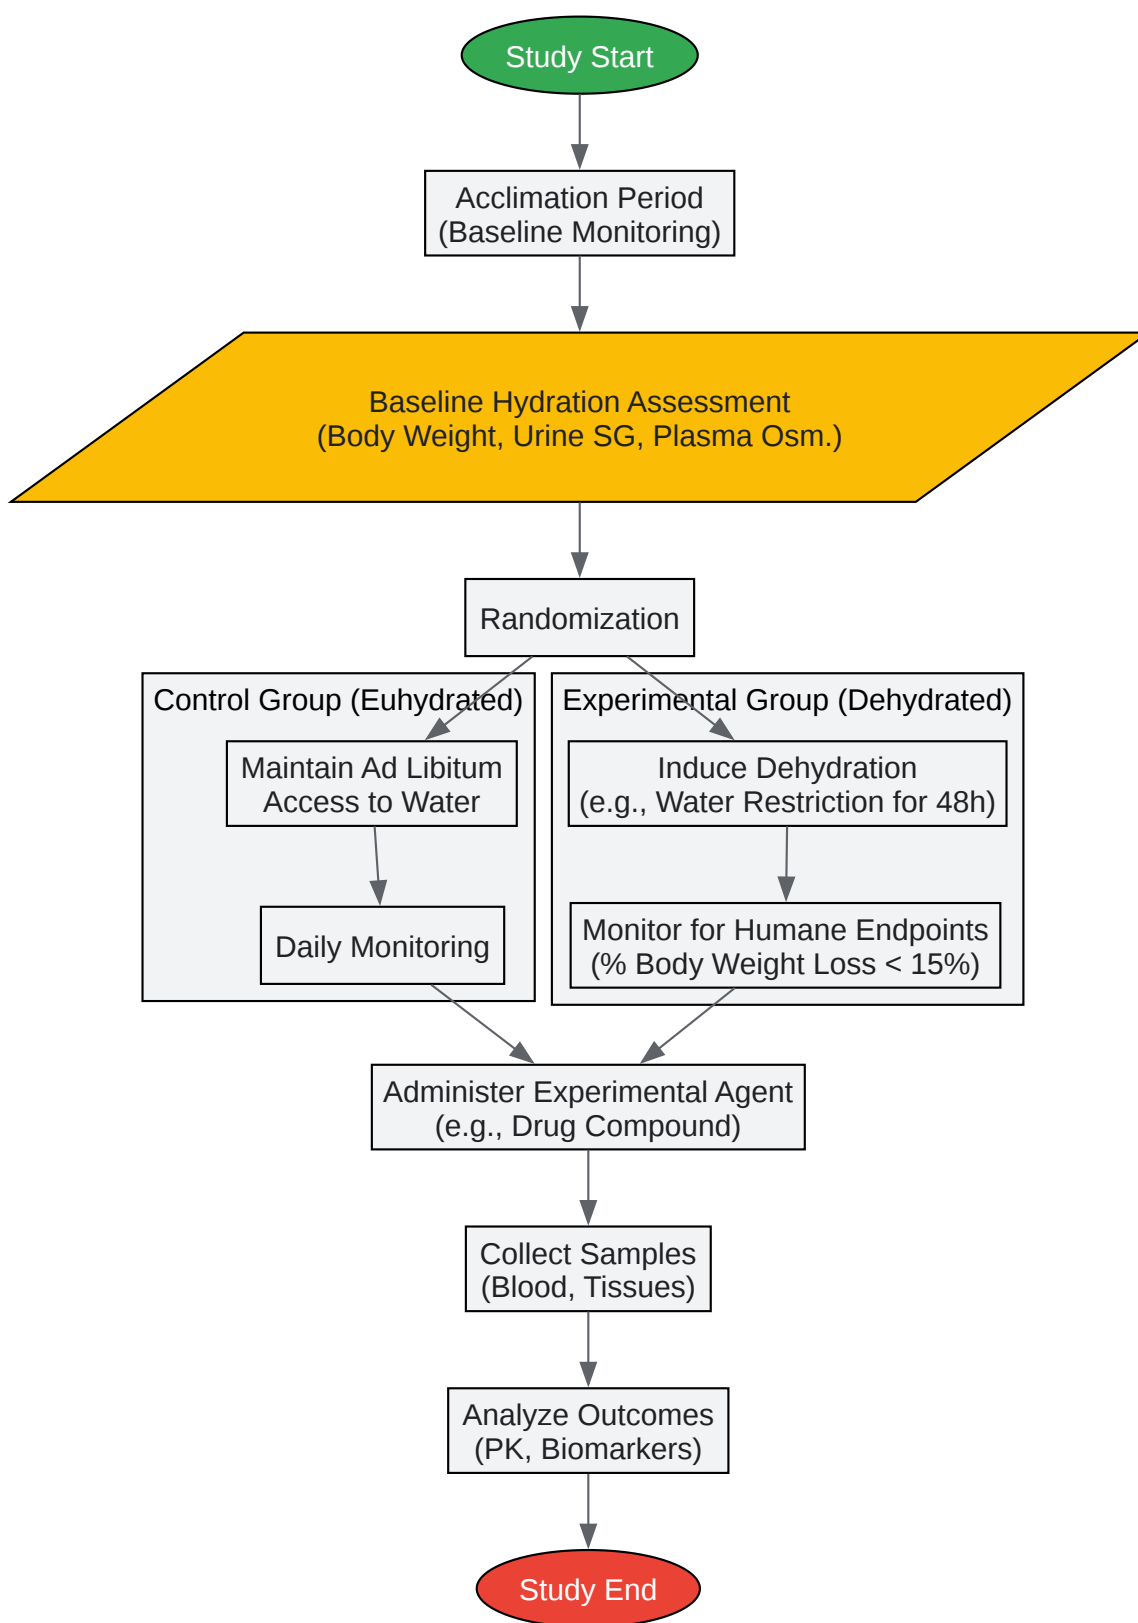 Study Start
Acclimation Period
(Baseline Monitoring)
Baseline Hydration Assessment
(Body Weight, Urine SG, Plasma Osm.)
Randomization
Control Group (Euhydrated)
Maintain Ad Libitum
Access to Water
Daily Monitoring
Experimental Group (Dehydrated)
Induce Dehydration
(e.g., Water Restriction for 48h)
Monitor for Humane Endpoints
(% Body Weight Loss < 15%)
Administer Experimental Agent
(e.g., Drug Compound)
Collect Samples
(Blood, Tissues)
Analyze Outcomes
(PK, Biomarkers)
Study End